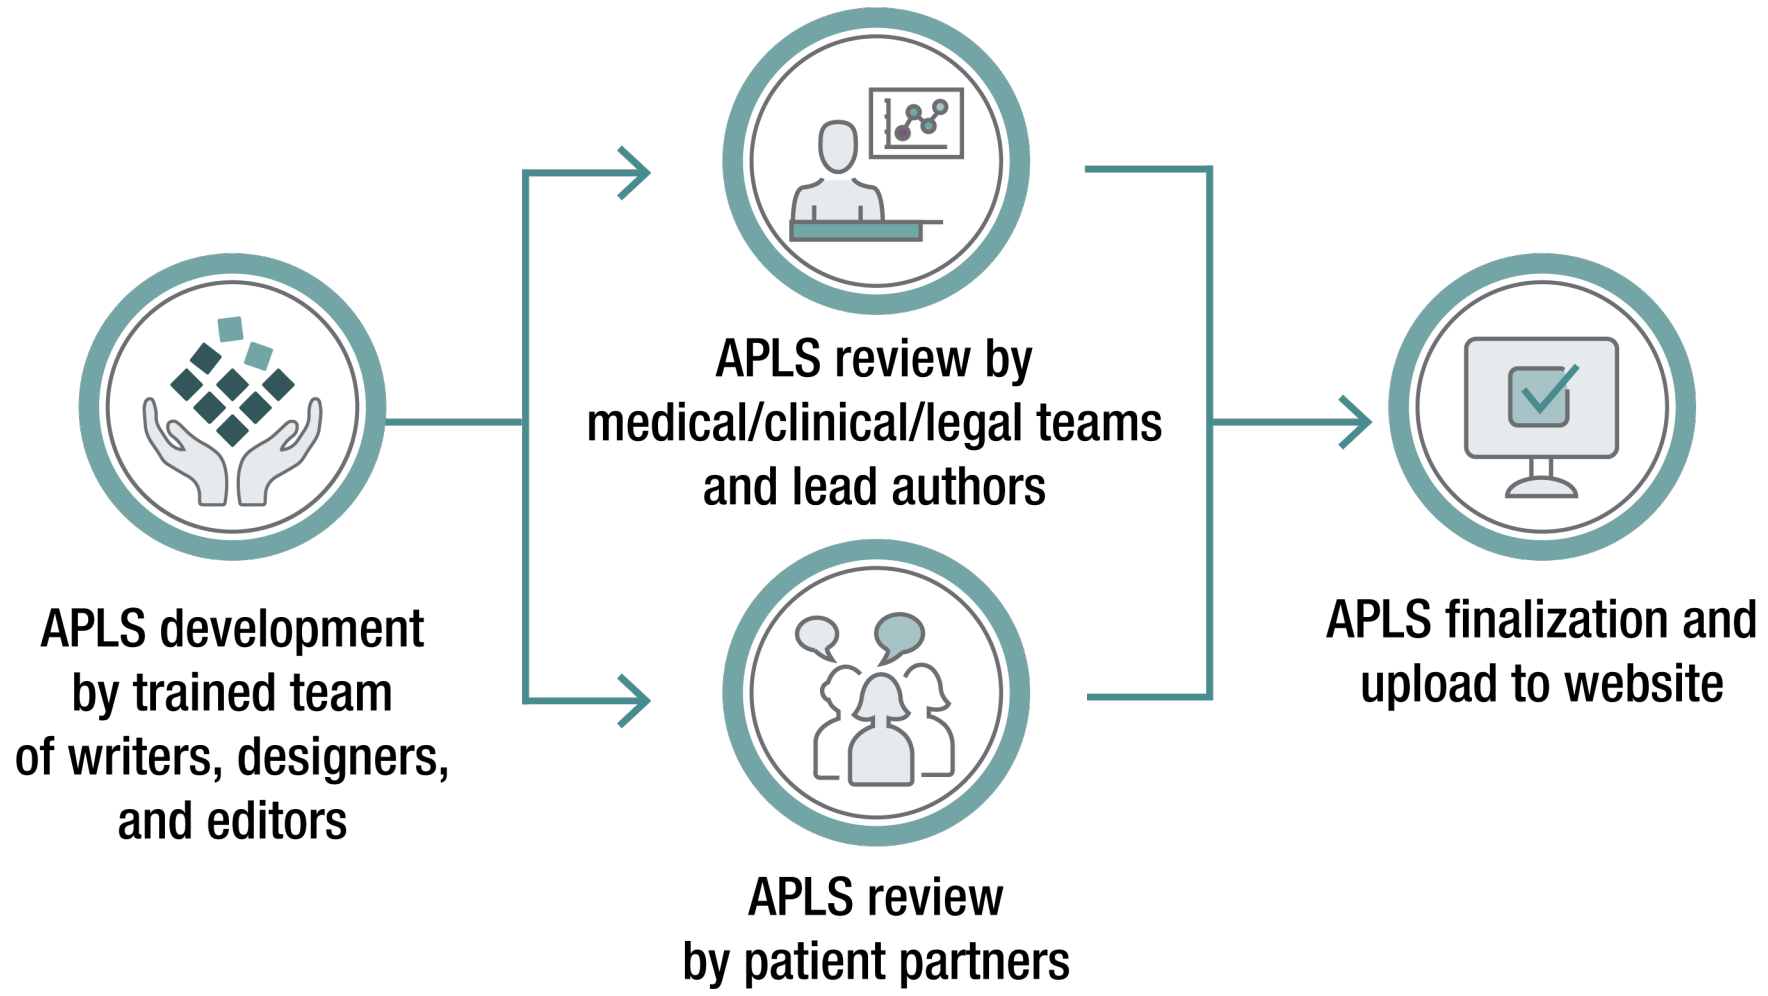 APLS development
by trained team
of writers, designers,
and editors
APLS review by
medical/clinical/legal teams
and lead authors
APLS review
by patient partners
APLS finalization and
upload to website